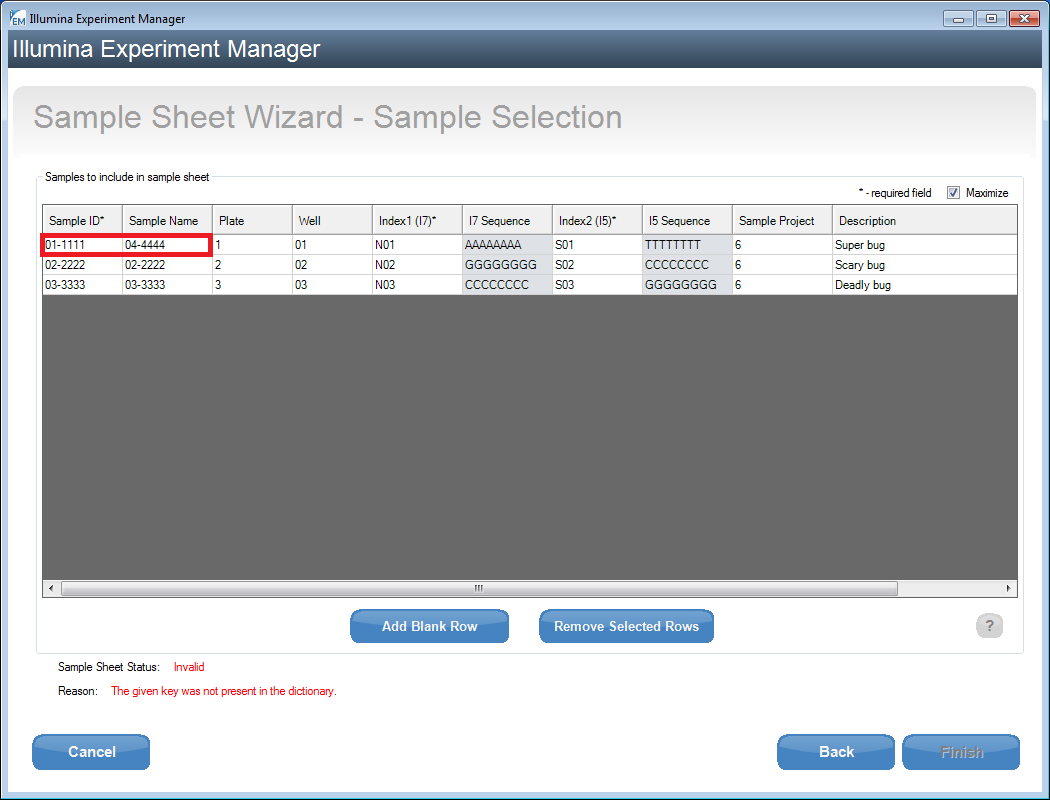 EM Illumina Experiment Manager
Illumina Experiment Manager
Sample Sheet Wizard - Sample Selection
Samples to include in sample sheet
* - required field Maximize
Sample ID* Sample Name Plate Well Index1 (I7)* I7 Sequence Index2 (I5)* I5 Sequence Sample Project Description
01-1111 04-4444 1 01 N01 AAAAAAAA S01 TTTTTTTT 6 Super bug
02-2222 02-2222 2 02 N02 GGGGGGGG S02 CCCCCCCC 6 Scary bug
03-3333 03-3333 3 03 N03 CCCCCCCC S03 GGGGGGGG 6 Deadly bug
Add Blank Row Remove Selected Rows ?
Sample Sheet Status: Invalid
Reason: The given key was not present in the dictionary.
Cancel Back Finish